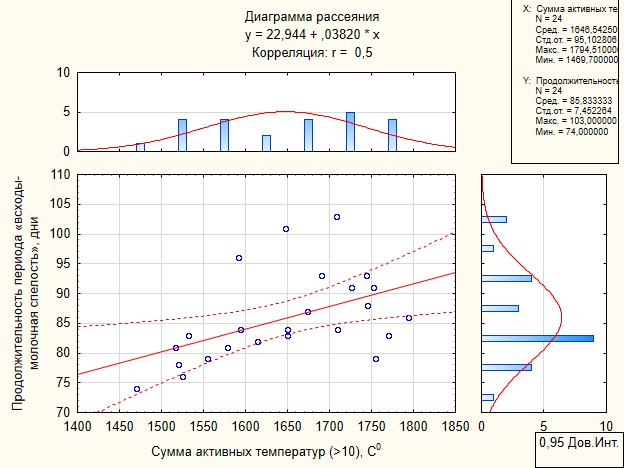 Диаграмма рассеяния
y = 22,944 + ,03820 * x
Корреляция: r = 0,5
X: Сумма активных
N = 24
Сред. = 1646,54250
Стд.от. = 95,102806
Макс. = 1794,51000
Мин. = 1469,700000
Y: Продолжительность
N = 24
Сред. = 85,833333
Стд.от. = 7,452264
Макс. = 103,000000
Мин. = 74,000000
10
5
0
110
105
100
95
90
85
80
75
70
Продолжительность периода «всходы-
молочная спелость», дни
1400 1450 1500 1550 1600 1650 1700 1750 1800 1850
Сумма активных температур (>10), С0
0 5 10
0,95 Дов.Инт.